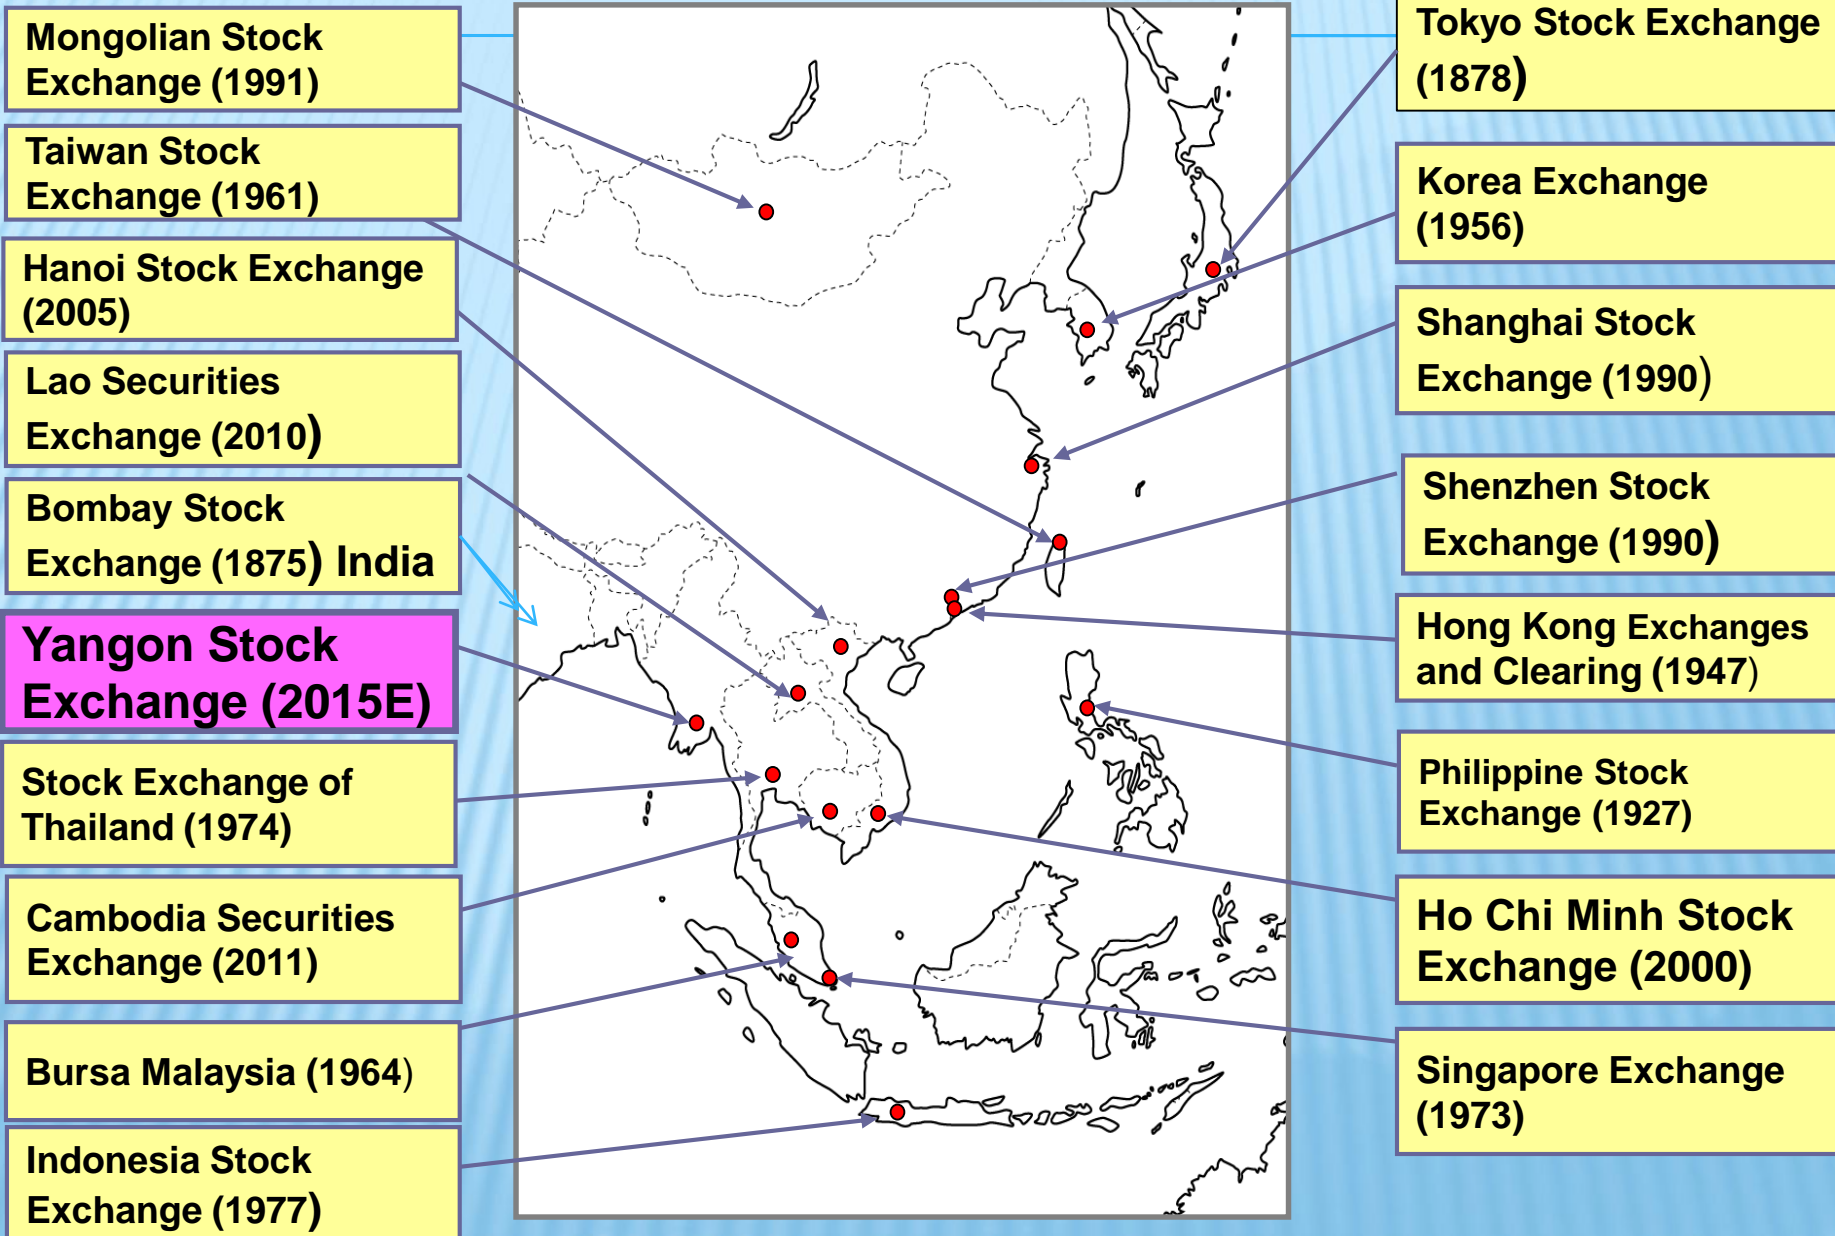 Mongolian Stock
Exchange (1991)
Taiwan Stock
Exchange (1961)
Hanoi Stock Exchange
(2005)
Lao Securities
Exchange (2010)
Bombay Stock
Exchange (1875) India
Yangon Stock
Exchange (2015E)
Stock Exchange of
Thailand (1974)
Cambodia Securities
Exchange (2011)
Bursa Malaysia (1964)
Indonesia Stock
Exchange (1977)
Tokyo Stock Exchange
(1878)
Korea Exchange
(1956)
Shanghai Stock
Exchange (1990)
Shenzhen Stock
Exchange (1990)
Hong Kong Exchanges
and Clearing (1947)
Philippine Stock
Exchange (1927)
Ho Chi Minh Stock
Exchange (2000)
Singapore Exchange
(1973)